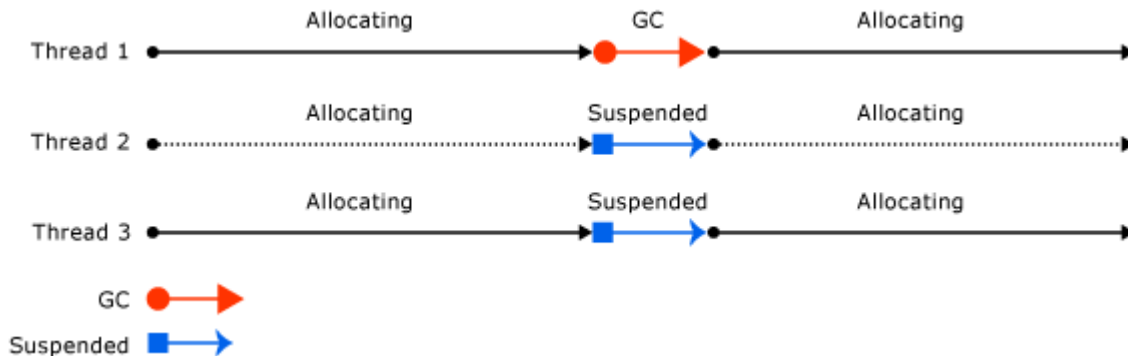 Allocating GC Allocating
Thread 1
Allocating Suspended Allocating
Thread 2
Allocating Suspended Allocating
Thread 3
GC
Suspended